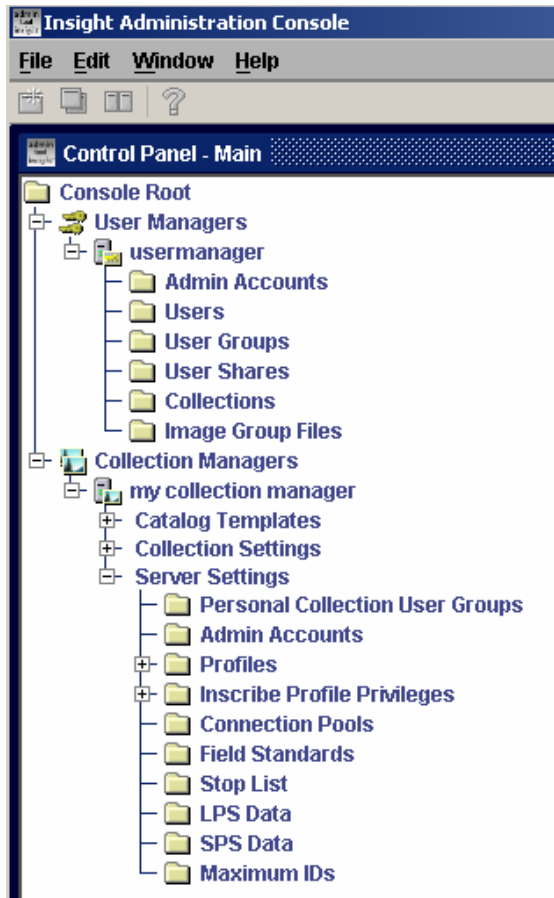 Insight Administration Console
File Edit Window Help
Control Panel - Main
Console Root
User Managers
usermanager
Admin Accounts
Users
User Groups
User Shares
Collections
Image Group Files
Collection Managers
my collection manager
Catalog Templates
Collection Settings
Server Settings
Personal Collection User Groups
Admin Accounts
Profiles
Inscribe Profile Privileges
Connection Pools
Field Standards
Stop List
LPS Data
SPS Data
Maximum IDs